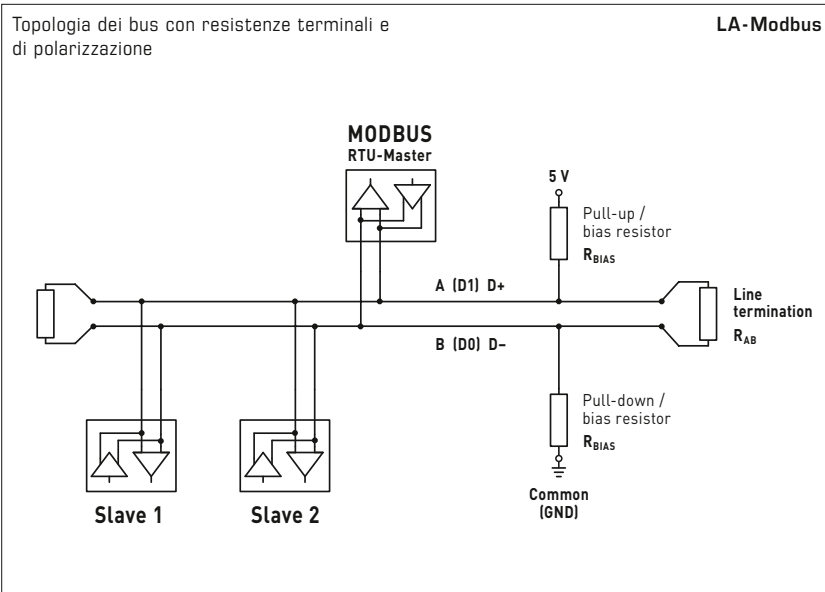 Topologia dei bus con resistenze terminali e
di polarizzazione
LA-Modbus
MODBUS
RTU-Master
5 V
Pull-up /
bias resistor
RBIAS
A (D1) D+
B (D0) D–
Line
termination
RAB
Pull-down /
bias resistor
RBIAS
Common
(GND)
Slave 1
Slave 2